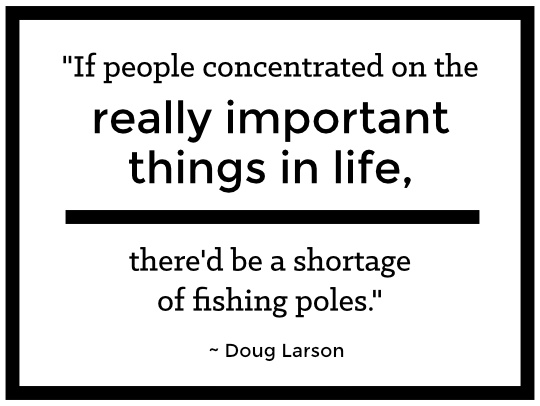 "If people concentrated on the
really important
things in life,
there'd be a shortage
of fishing poles."
~ Doug Larson